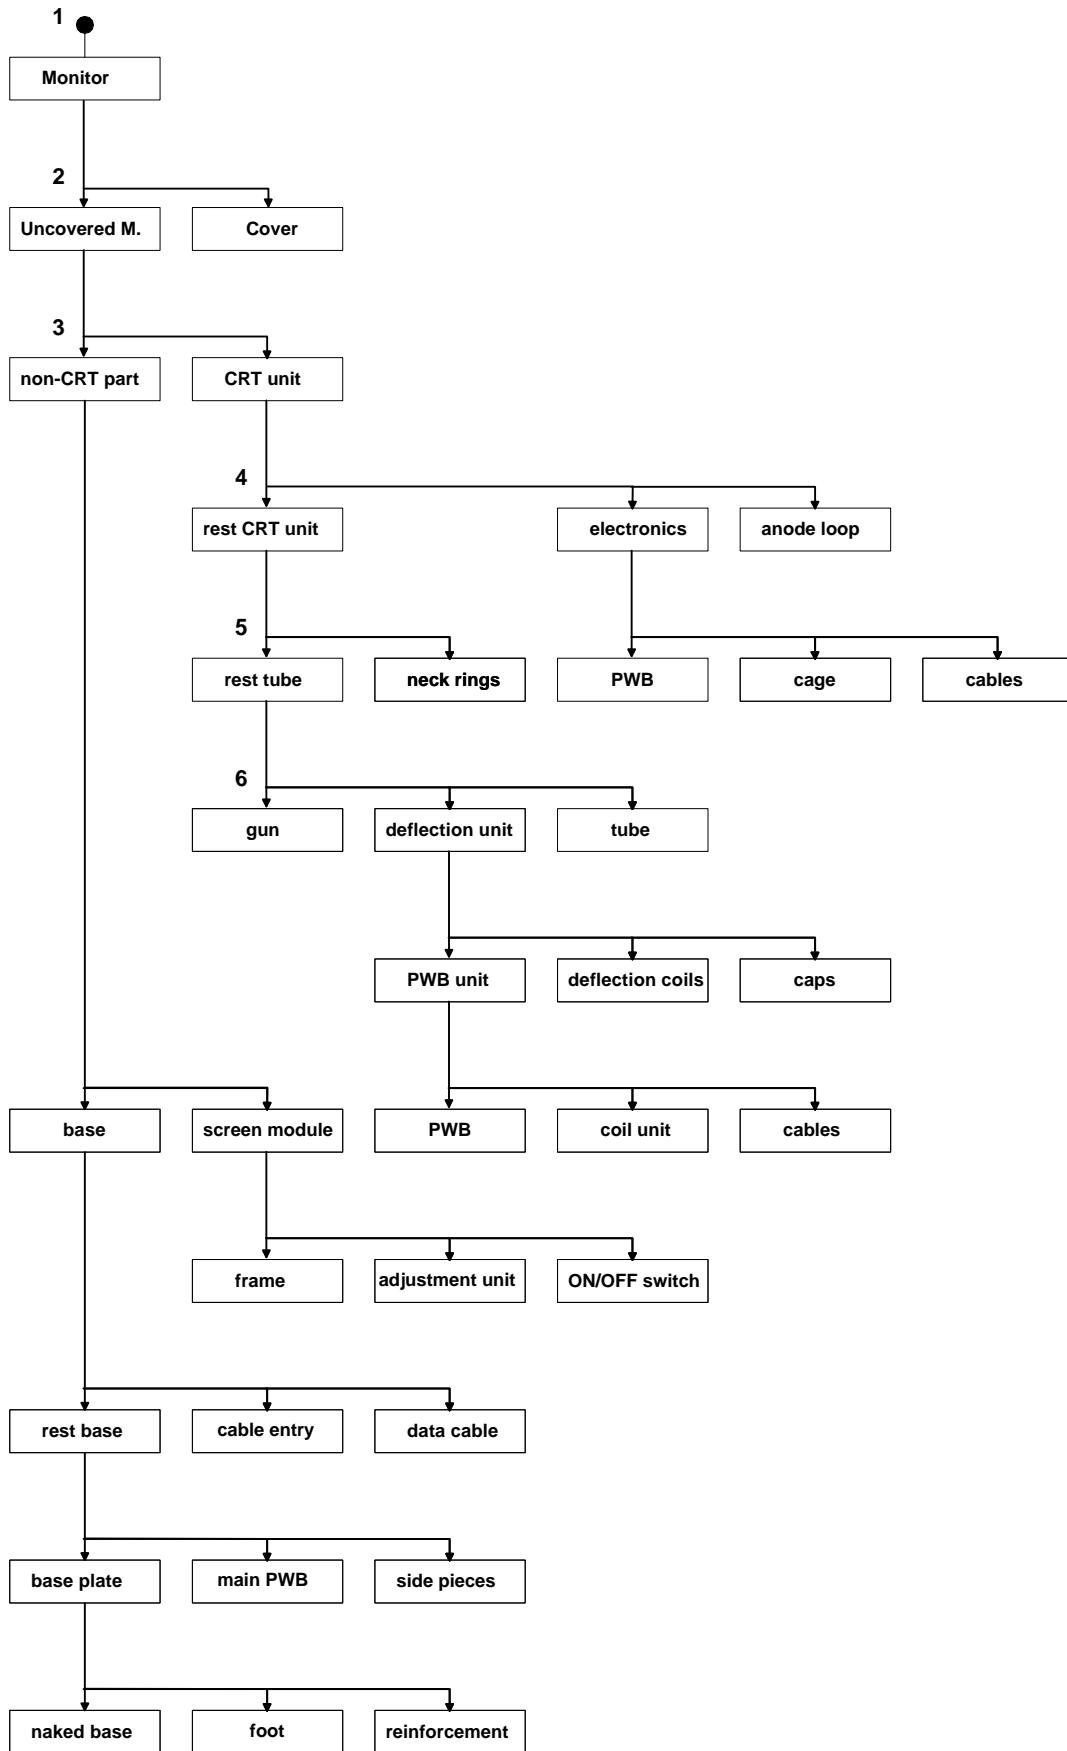 1
Monitor
2
Uncovered M. Cover
3
non-CRT part CRT unit
4
rest CRT unit electronics anode loop
5
rest tube neck rings PWB cage cables
6
gun deflection unit tube
PWB unit deflection coils caps
base screen module PWB coil unit cables
frame adjustment unit ON/OFF switch
rest base cable entry data cable
base plate main PWB side pieces
naked base foot reinforcement